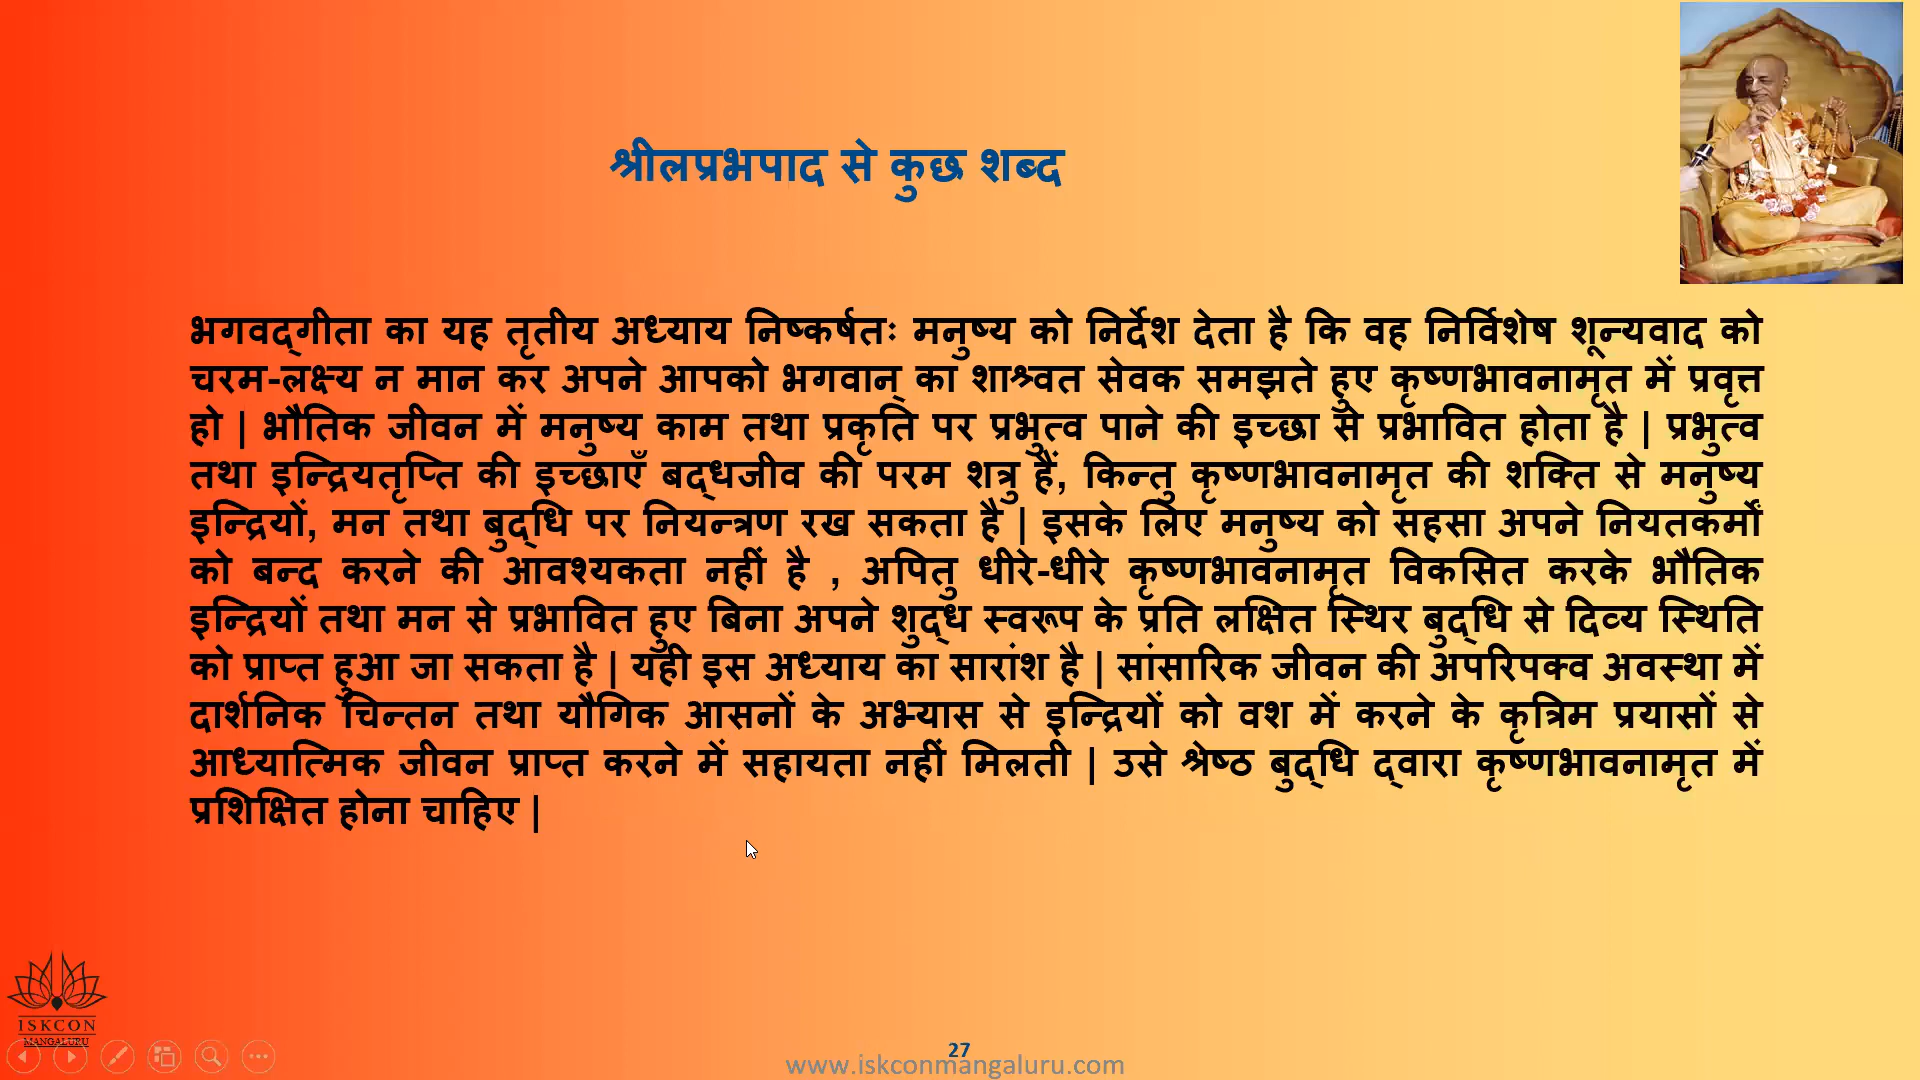 श्रीलप्रभपाद से कुछ शब्द
भगवद्‌गीता का यह तृतीय अध्याय निष्कर्षतः मनुष्य को निर्देश देता है कि वह निर्विशेष शून्यवाद को
चरम-लक्ष्य न मान कर अपने आपको भगवान् का शाश्र्वत सेवक समझते हुए कृष्णभावनामृत में प्रवृत्त
हो | भौतिक जीवन में मनुष्य काम तथा प्रकृति पर प्रभुत्व पाने की इच्छा से प्रभावित होता है | प्रभुत्व
तथा इन्द्रियतृप्ति की इच्छाएँ बद्धजीव की परम शत्रु हैं, किन्तु कृष्णभावनामृत की शक्ति से मनुष्य
इन्द्रियों, मन तथा बुद्धि पर नियन्त्रण रख सकता है | इसके लिए मनुष्य को सहसा अपने नियतकर्मों
को बन्द करने की आवश्यकता नहीं है , अपितु धीरे-धीरे कृष्णभावनामृत विकसित करके भौतिक
इन्द्रियों तथा मन से प्रभावित हुए बिना अपने शुद्ध स्वरूप के प्रति लक्षित स्थिर बुद्धि से दिव्य स्थिति
को प्राप्त हुआ जा सकता है | यही इस अध्याय का सारांश है | सांसारिक जीवन की अपरिपक्व अवस्था में
दार्शनिक चिन्तन तथा यौगिक आसनों के अभ्यास से इन्द्रियों को वश में करने के कृत्रिम प्रयासों से
आध्यात्मिक जीवन प्राप्त करने में सहायता नहीं मिलती | उसे श्रेष्ठ बुद्धि द्वारा कृष्णभावनामृत में
प्रशिक्षित होना चाहिए |
ISKCON
MANGALURU
27
www.iskconmangaluru.com